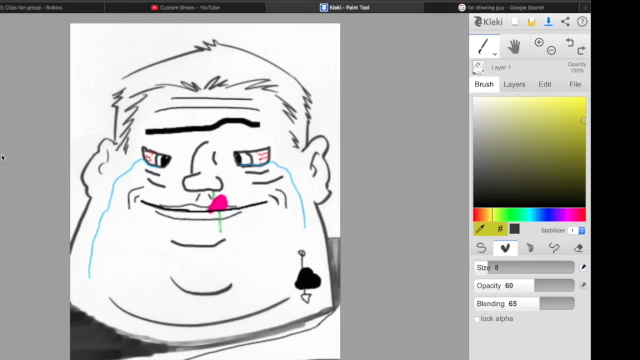 Clips fan group - Roblox
Custom Shoes - YouTube
Kleki - Paint Tool
fat drawing guy - Google Search
Kleki
Layer 1
Opacity
100%
Brush Layers Edit File
#
Stabilizer 1
Size 8
Opacity 60
Blending 65
lock alpha